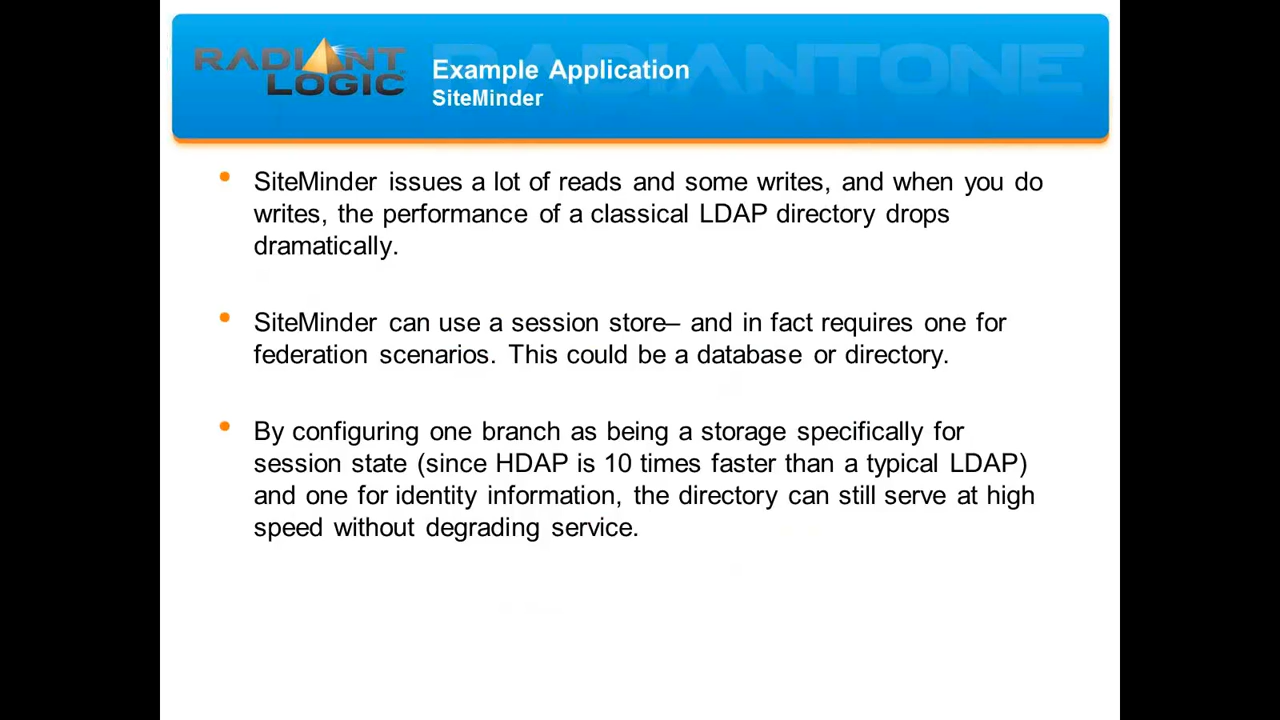 RADIANT
LOGIC
RADIANTONE
Example Application
SiteMinder
• SiteMinder issues a lot of reads and some writes, and when you do
writes, the performance of a classical LDAP directory drops
dramatically.
• SiteMinder can use a session store– and in fact requires one for
federation scenarios. This could be a database or directory.
• By configuring one branch as being a storage specifically for
session state (since HDAP is 10 times faster than a typical LDAP)
and one for identity information, the directory can still serve at high
speed without degrading service.